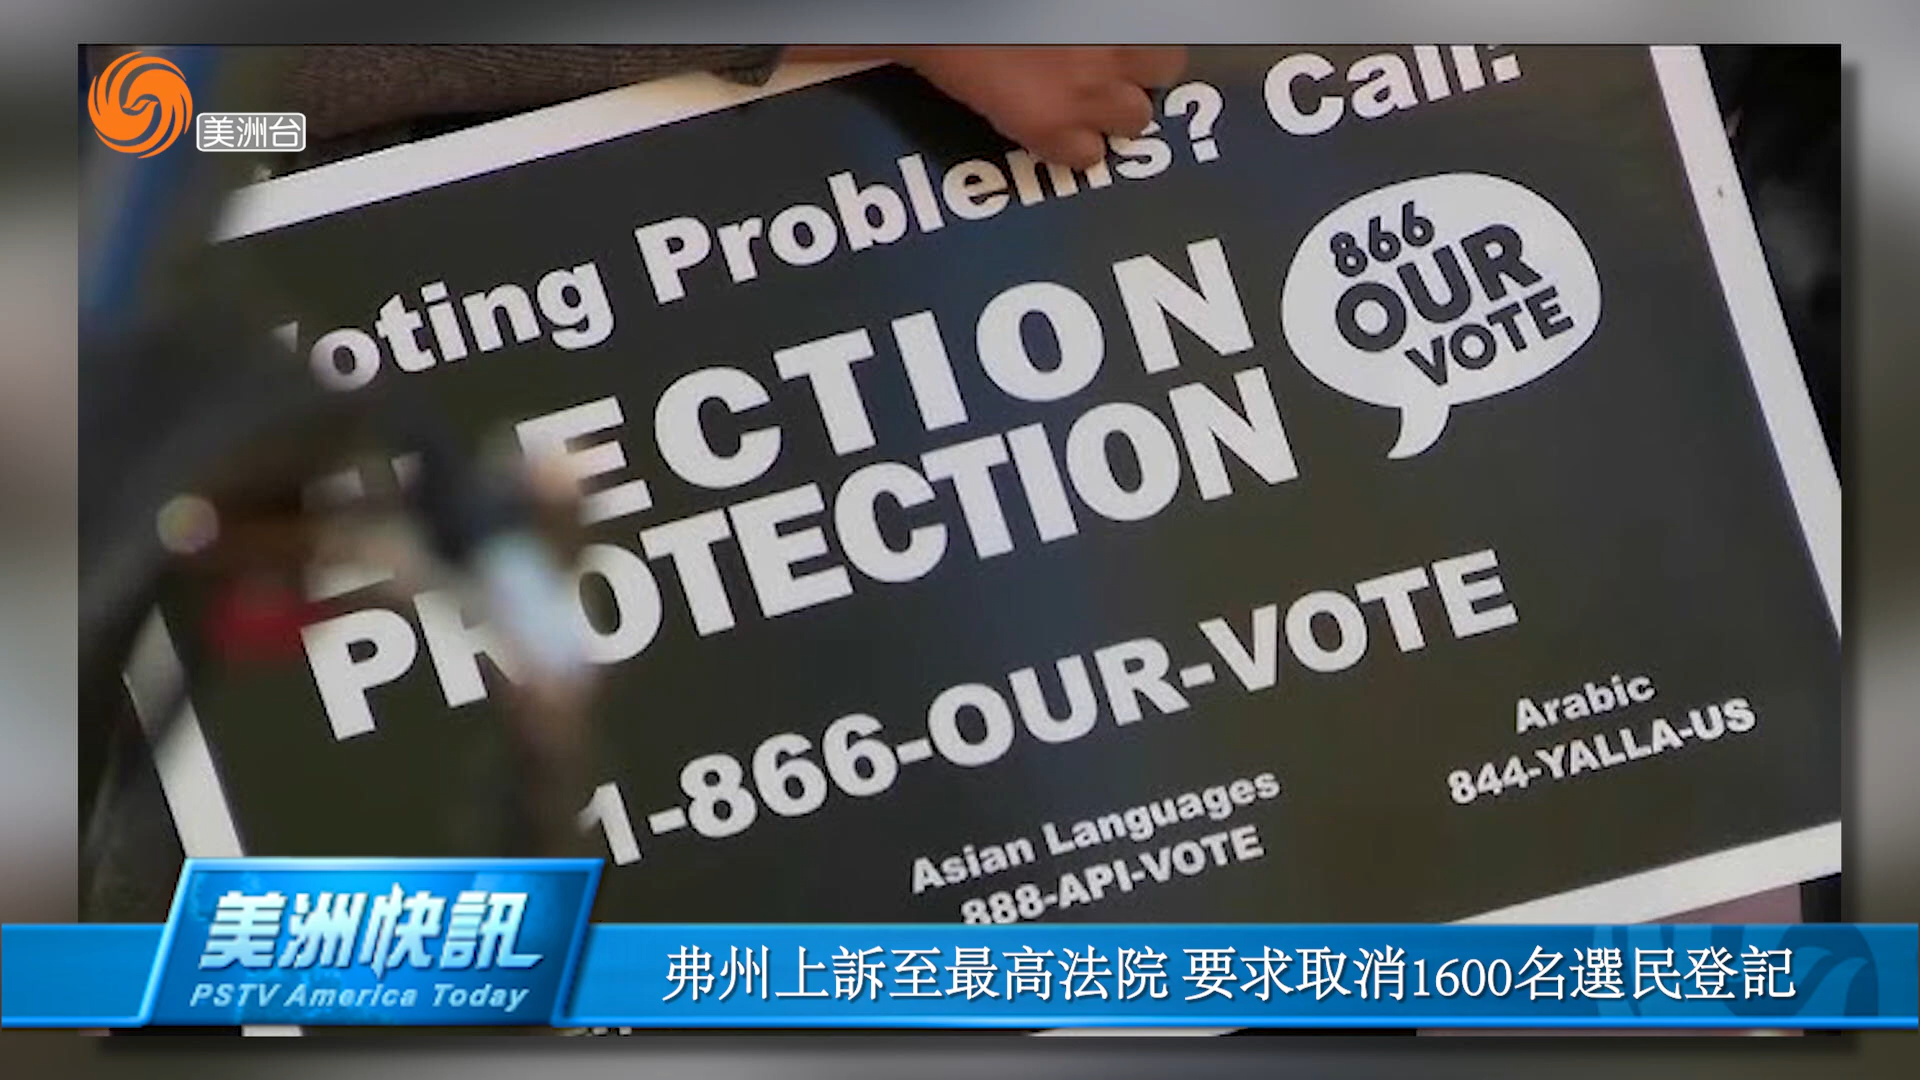 美洲台
oting Problems? Call:
866
OUR
VOTE
ECTION
PROTECTION
1-866-OUR-VOTE
Arabic
844-YALLA-US
Asian Languages
888-API-VOTE
美洲快訊
PSTV America Today
弗州上訴至最高法院 要求取消1600名選民登記